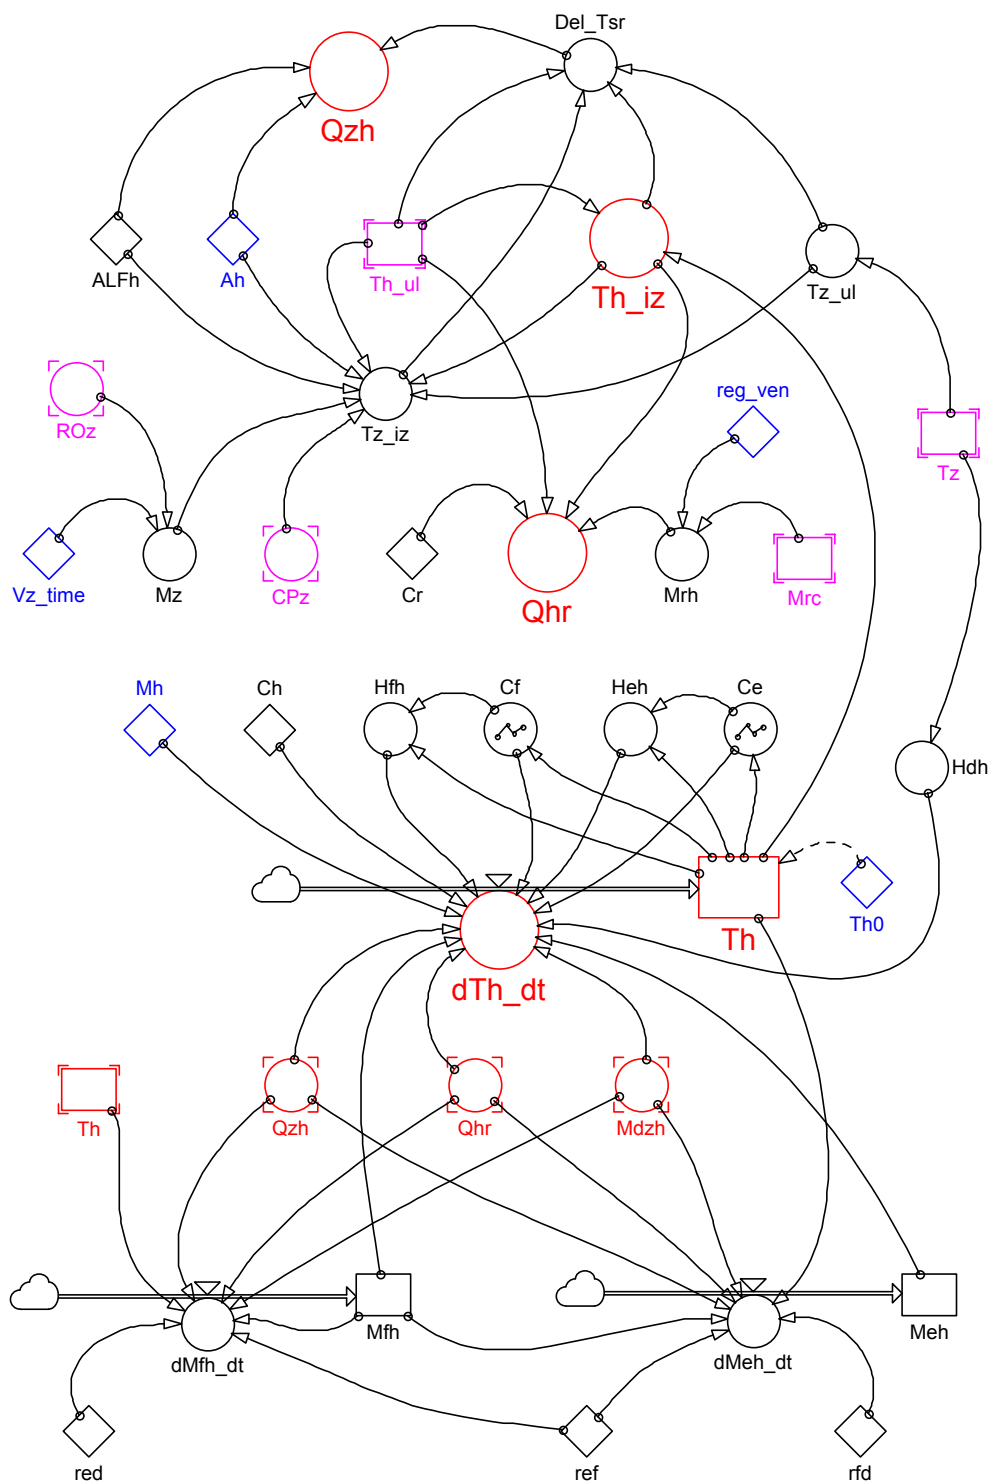 Del_Tsr
Qzh
ALFh
Ah
Th_ul
Th_iz
Tz_ul
ROz
Tz_iz
reg_ven
Tz
Vz_time
Mz
CPz
Cr
Qhr
Mrh
Mrc
Mh
Ch
Hfh
Cf
Heh
Ce
Hdh
Th
Th0
dTh_dt
Th
Qzh
Qhr
Mdzh
Mfh
Meh
dMfh_dt
dMeh_dt
red
ref
rfd